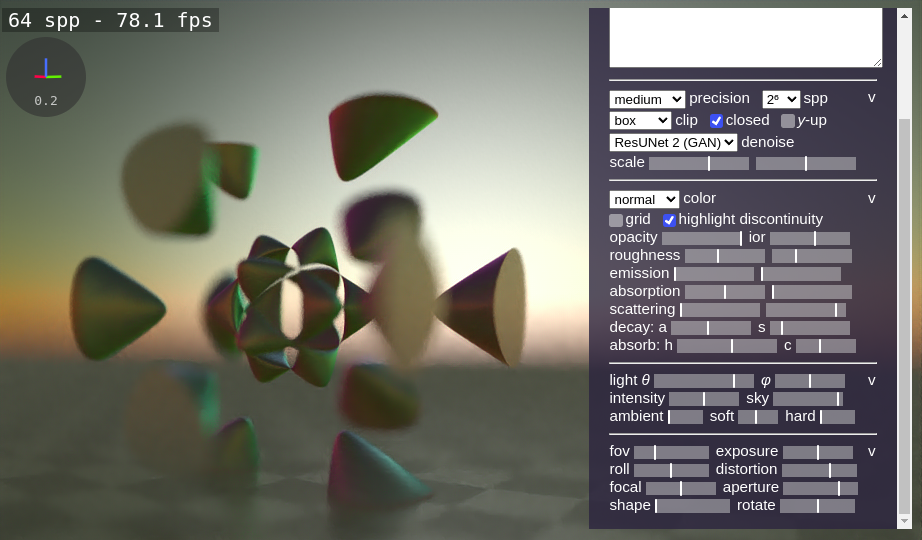 64 spp - 78.1 fps
0.2
medium precision 2⁶ spp v
box clip closed y-up
ResUNet 2 (GAN) denoise
scale
normal color v
grid highlight discontinuity
opacity ior
roughness
emission
absorption
scattering
decay: a s
absorb: h c
light θ φ v
intensity sky
ambient soft hard
fov exposure v
roll distortion
focal aperture
shape rotate